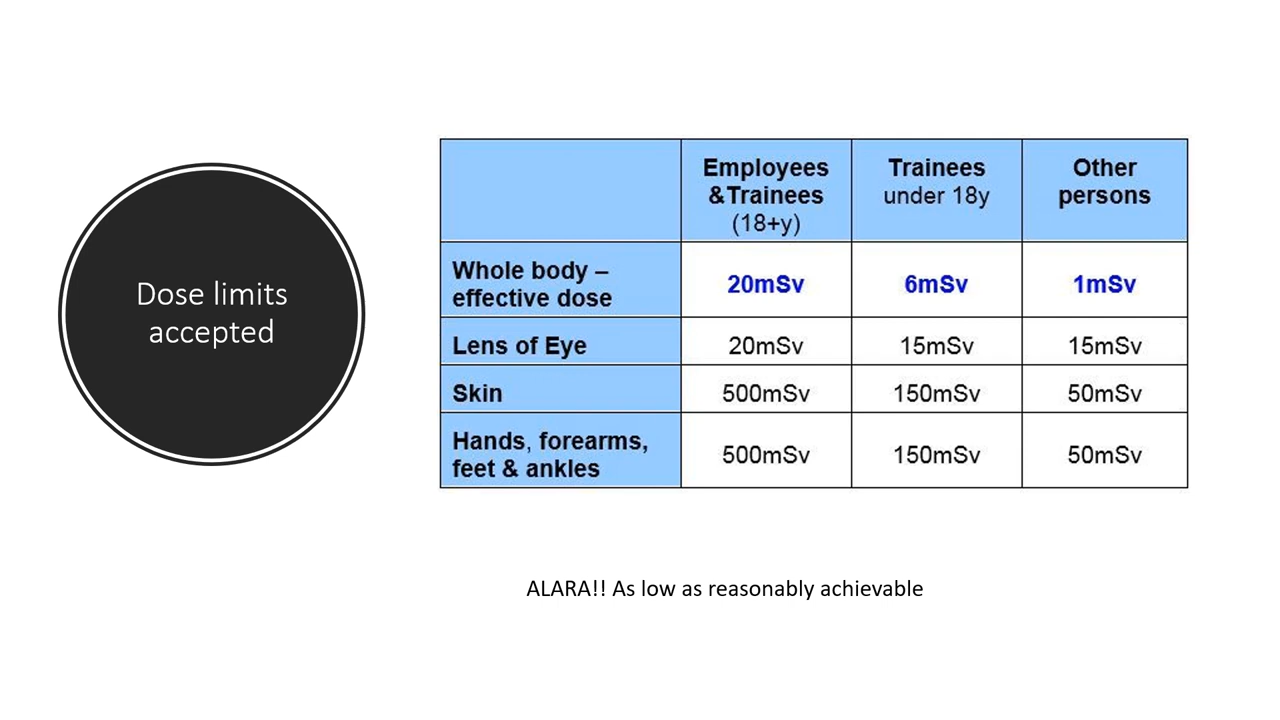 Dose limits
accepted
Employees
&Trainees
(18+y)
Trainees
under 18y
Other
persons
Whole body –
effective dose
20mSv
6mSv
1mSv
Lens of Eye
20mSv
15mSv
15mSv
Skin
500mSv
150mSv
50mSv
Hands, forearms,
feet & ankles
500mSv
150mSv
50mSv
ALARA!! As low as reasonably achievable